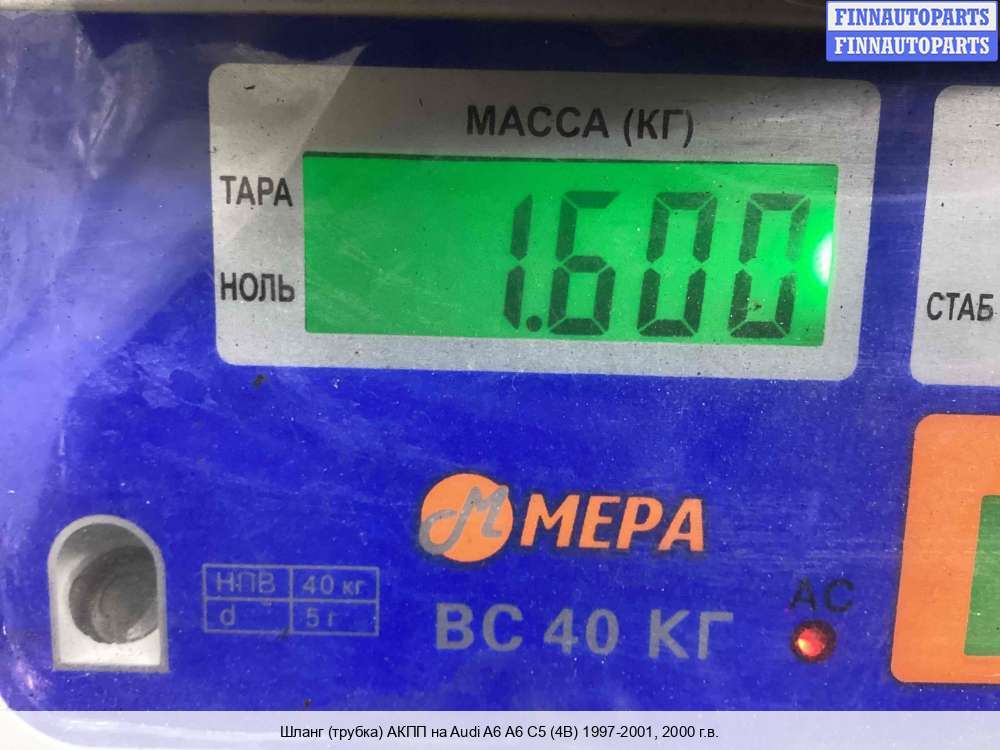 FINNAUTOPARTS
FINNAUTOPARTS
МАССА (КГ)
ТАРА
1.600
НОЛЬ
СТАБ
М МЕРА
НПВ 40 кг
d 5 г
ВС 40 КГ
AC
Шланг (трубка) АКПП на Audi A6 A6 C5 (4B) 1997-2001, 2000 г.в.